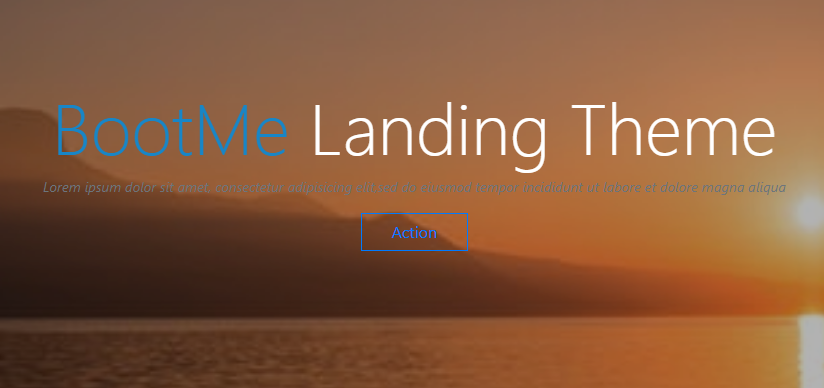 BootMe Landing Theme
Lorem ipsum dolor sit amet, consectetur adipisicing elit sed do eiusmod tempor incididunt ut labore et dolore magna aliqua
Action